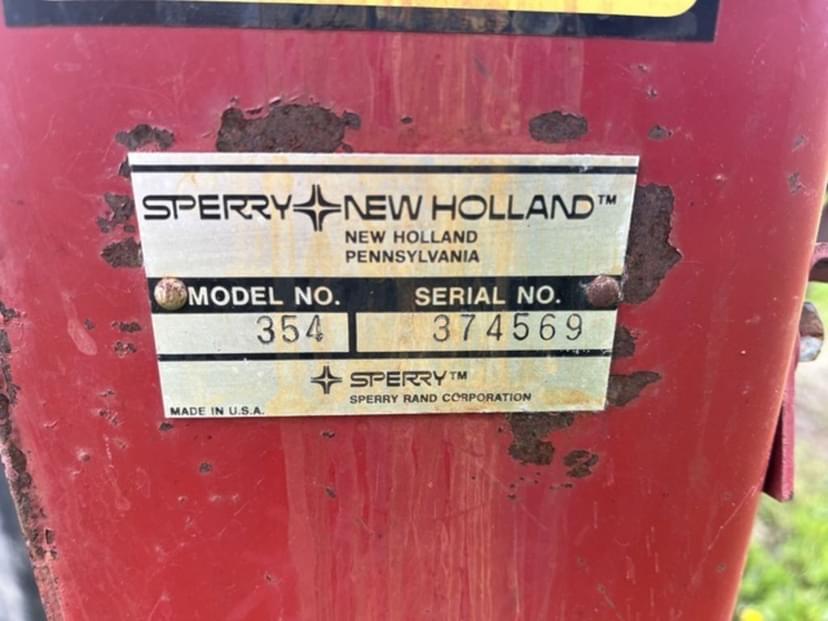 SPERRY NEW HOLLAND™
NEW HOLLAND
PENNSYLVANIA
MODEL NO. SERIAL NO.
354 374569
SPERRY™
SPERRY RAND CORPORATION
MADE IN U.S.A.